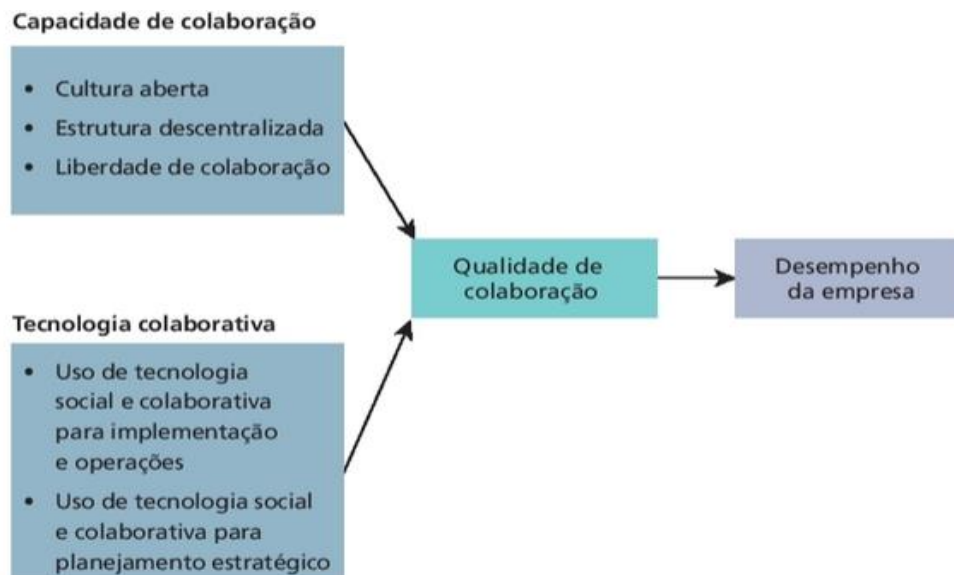 Capacidade de colaboração
• Cultura aberta
• Estrutura descentralizada
• Liberdade de colaboração
Qualidade de
colaboração
Desempenho
da empresa
Tecnologia colaborativa
• Uso de tecnologia
social e colaborativa
para implementação
e operações
• Uso de tecnologia social
e colaborativa para
planejamento estratégico